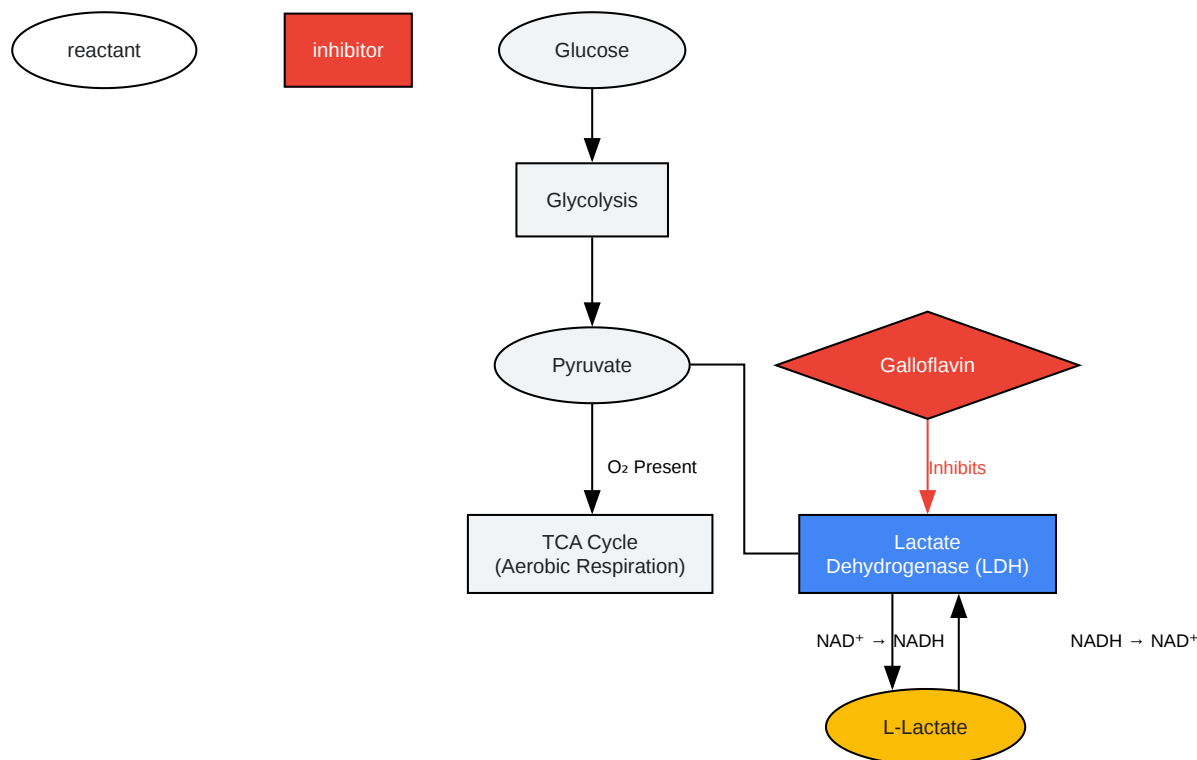 reactant
inhibitor
Glucose
Glycolysis
Pyruvate
Galloflavin
O₂ Present
Inhibits
TCA Cycle
(Aerobic Respiration)
Lactate
Dehydrogenase (LDH)
NAD⁺ → NADH
NADH → NAD⁺
L-Lactate